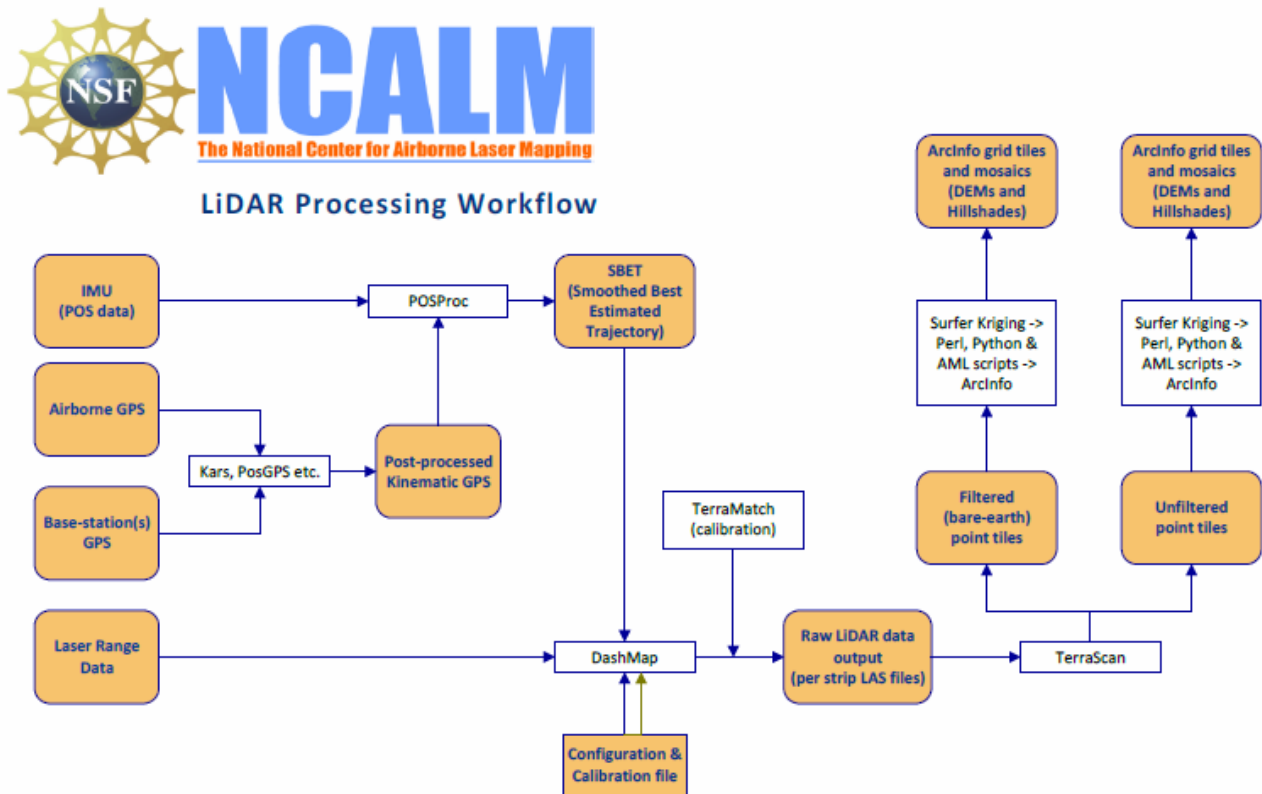 NSF
NCALM
The National Center for Airborne Laser Mapping
LiDAR Processing Workflow
ArcInfo grid tiles
and mosaics
(DEMs and
Hillshades)
ArcInfo grid tiles
and mosaics
(DEMs and
Hillshades)
IMU
(POS data)
POSProc
SBET
(Smoothed Best
Estimated
Trajectory)
Surfer Kriging ->
Perl, Python &
AML scripts ->
ArcInfo
Surfer Kriging ->
Perl, Python &
AML scripts ->
ArcInfo
Airborne GPS
Kars, PosGPS etc.
Post-processed
Kinematic GPS
Base-station(s)
GPS
TerraMatch
(calibration)
Filtered
(bare-earth)
point tiles
Unfiltered
point tiles
Laser Range
Data
DashMap
Raw LiDAR data
output
(per strip LAS files)
TerraScan
Configuration &
Calibration file